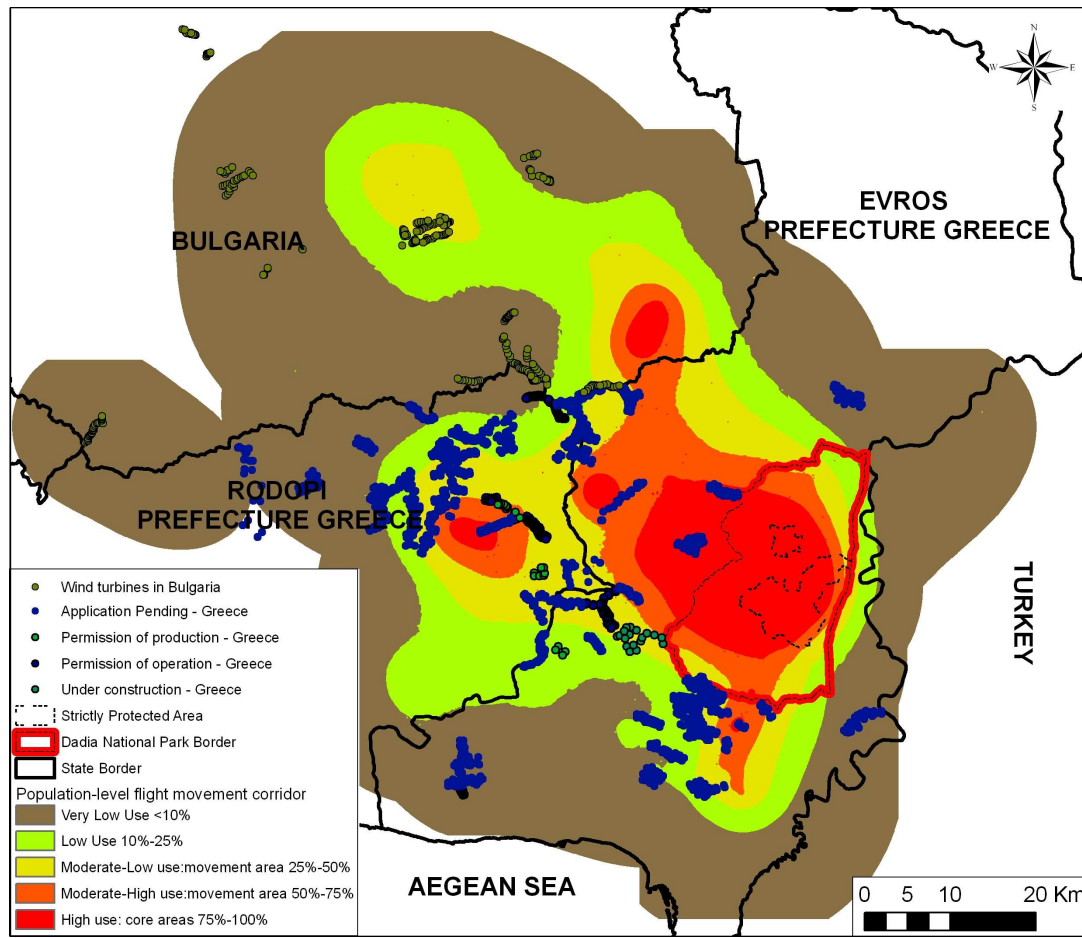 N
W E
S
EVROS
PREFECTURE GREECE
BULGARIA
RODOPI
PREFECTURE GREECE
TURKEY
AEGEAN SEA
Wind turbines in Bulgaria
Application Pending - Greece
Permission of production - Greece
Permission of operation - Greece
Under construction - Greece
Strictly Protected Area
Dadia National Park Border
State Border
Population-level flight movement corridor
Very Low Use <10%
Low Use 10%-25%
Moderate-Low use:movement area 25%-50%
Moderate-High use:movement area 50%-75%
High use: core areas 75%-100%
0 5 10 20 Km